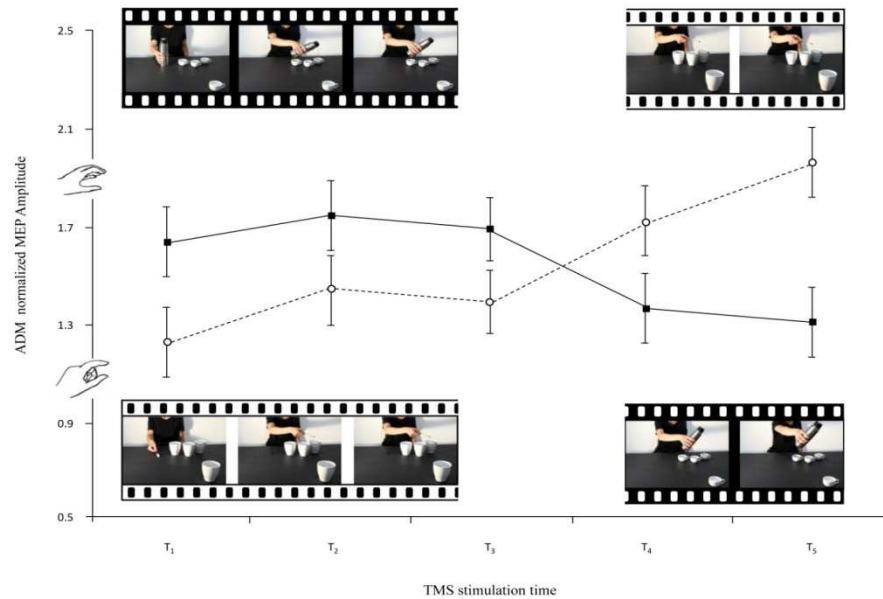 2.5
2.1
1.7
1.3
0.9
0.5
ADM normalized MEP Amplitude
T₁ T₂ T₃ T₄ T₅
TMS stimulation time